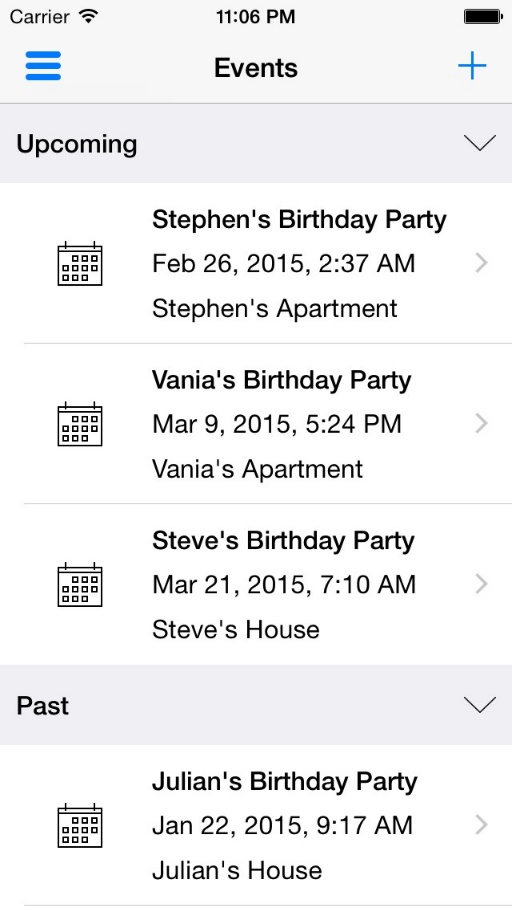 Carrier 11:06 PM
Events
Upcoming
Stephen's Birthday Party
Feb 26, 2015, 2:37 AM
Stephen's Apartment
Vania's Birthday Party
Mar 9, 2015, 5:24 PM
Vania's Apartment
Steve's Birthday Party
Mar 21, 2015, 7:10 AM
Steve's House
Past
Julian's Birthday Party
Jan 22, 2015, 9:17 AM
Julian's House